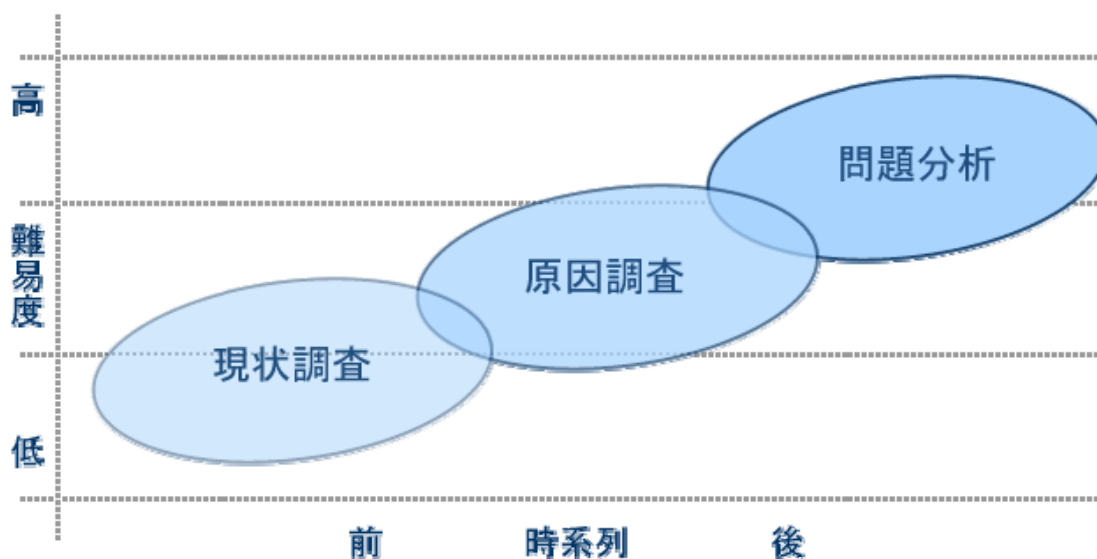 高
問題分析
難易度
原因調査
現状調査
低
前 時系列 後